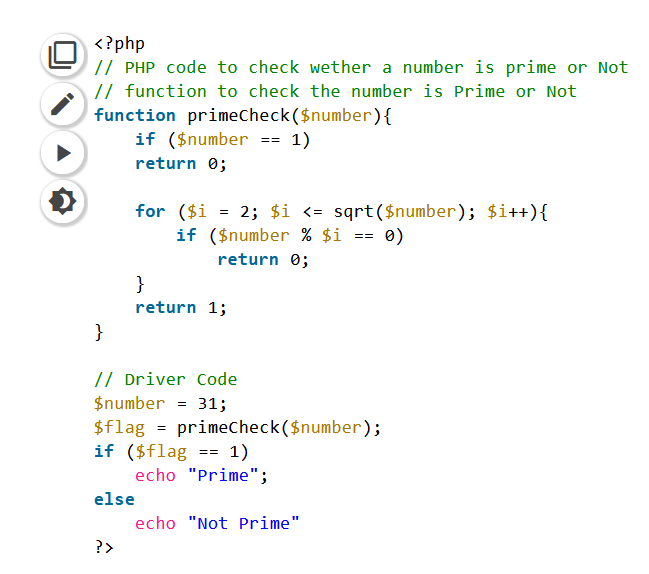 <?php
// PHP code to check wether a number is prime or Not
// function to check the number is Prime or Not
function primeCheck($number){
    if ($number == 1)
    return 0;

    for ($i = 2; $i <= sqrt($number); $i++){
        if ($number % $i == 0)
            return 0;
    }
    return 1;
}

// Driver Code
$number = 31;
$flag = primeCheck($number);
if ($flag == 1)
    echo "Prime";
else
    echo "Not Prime"
?>